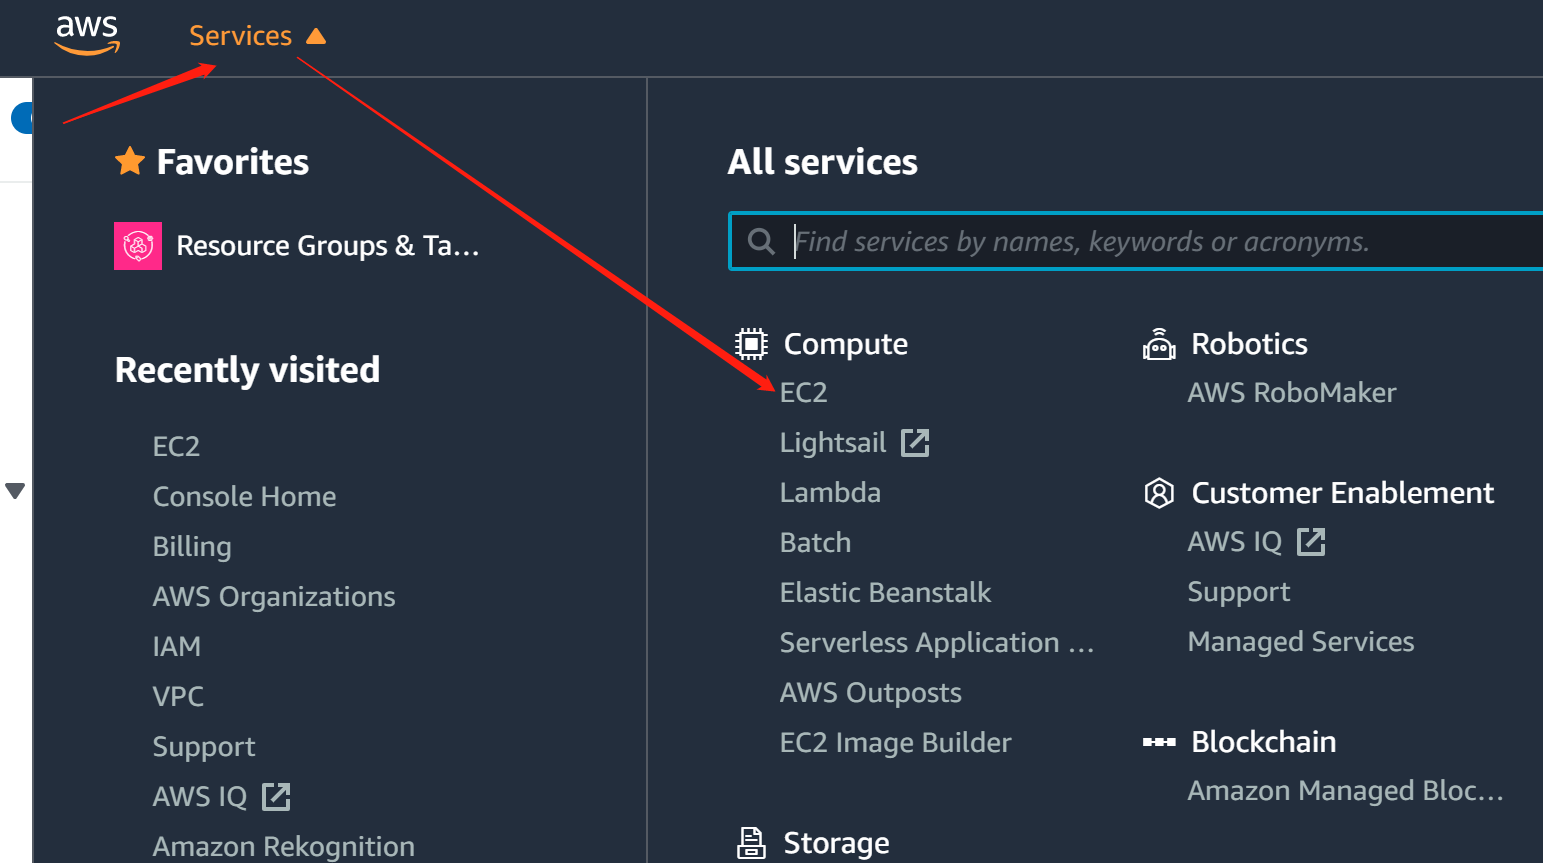 aws
Services
Favorites
Resource Groups & Ta...
Recently visited
EC2
Console Home
Billing
AWS Organizations
IAM
VPC
Support
AWS IQ
Amazon Rekognition
All services
Find services by names, keywords or acronyms.
Compute
EC2
Lightsail
Lambda
Batch
Elastic Beanstalk
Serverless Application ...
AWS Outposts
EC2 Image Builder
Storage
Robotics
AWS RoboMaker
Customer Enablement
AWS IQ
Support
Managed Services
Blockchain
Amazon Managed Bloc...